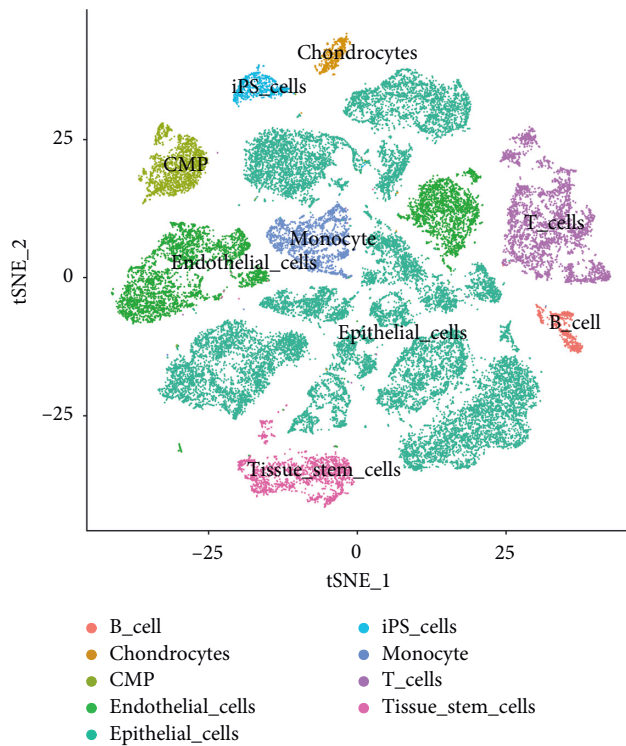 Chondrocytes
iPS_cells
25
CMP
T_cells
Monocyte
Endothelial_cells
tSNE_2
0
B_cell
Epithelial_cells
−25
Tissue_stem_cells
−25
0
25
tSNE_1
B_cell
Chondrocytes
CMP
Endothelial_cells
Epithelial_cells
iPS_cells
Monocyte
T_cells
Tissue_stem_cells